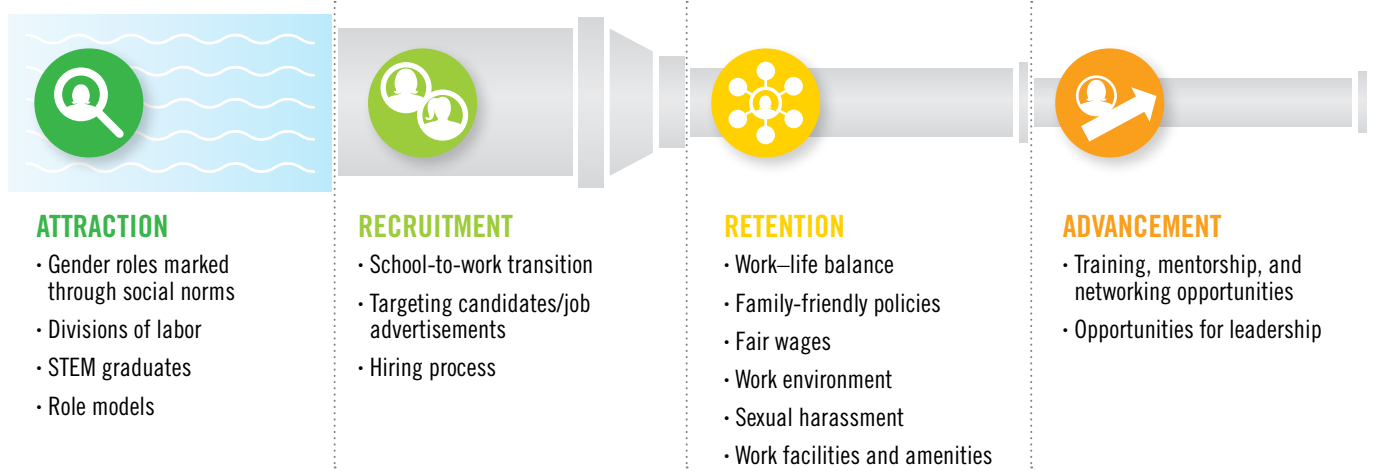 ATTRACTION
· Gender roles marked
through social norms
· Divisions of labor
· STEM graduates
· Role models
RECRUITMENT
· School-to-work transition
· Targeting candidates/job
advertisements
· Hiring process
RETENTION
· Work–life balance
· Family-friendly policies
· Fair wages
· Work environment
· Sexual harassment
· Work facilities and amenities
ADVANCEMENT
· Training, mentorship, and
networking opportunities
· Opportunities for leadership